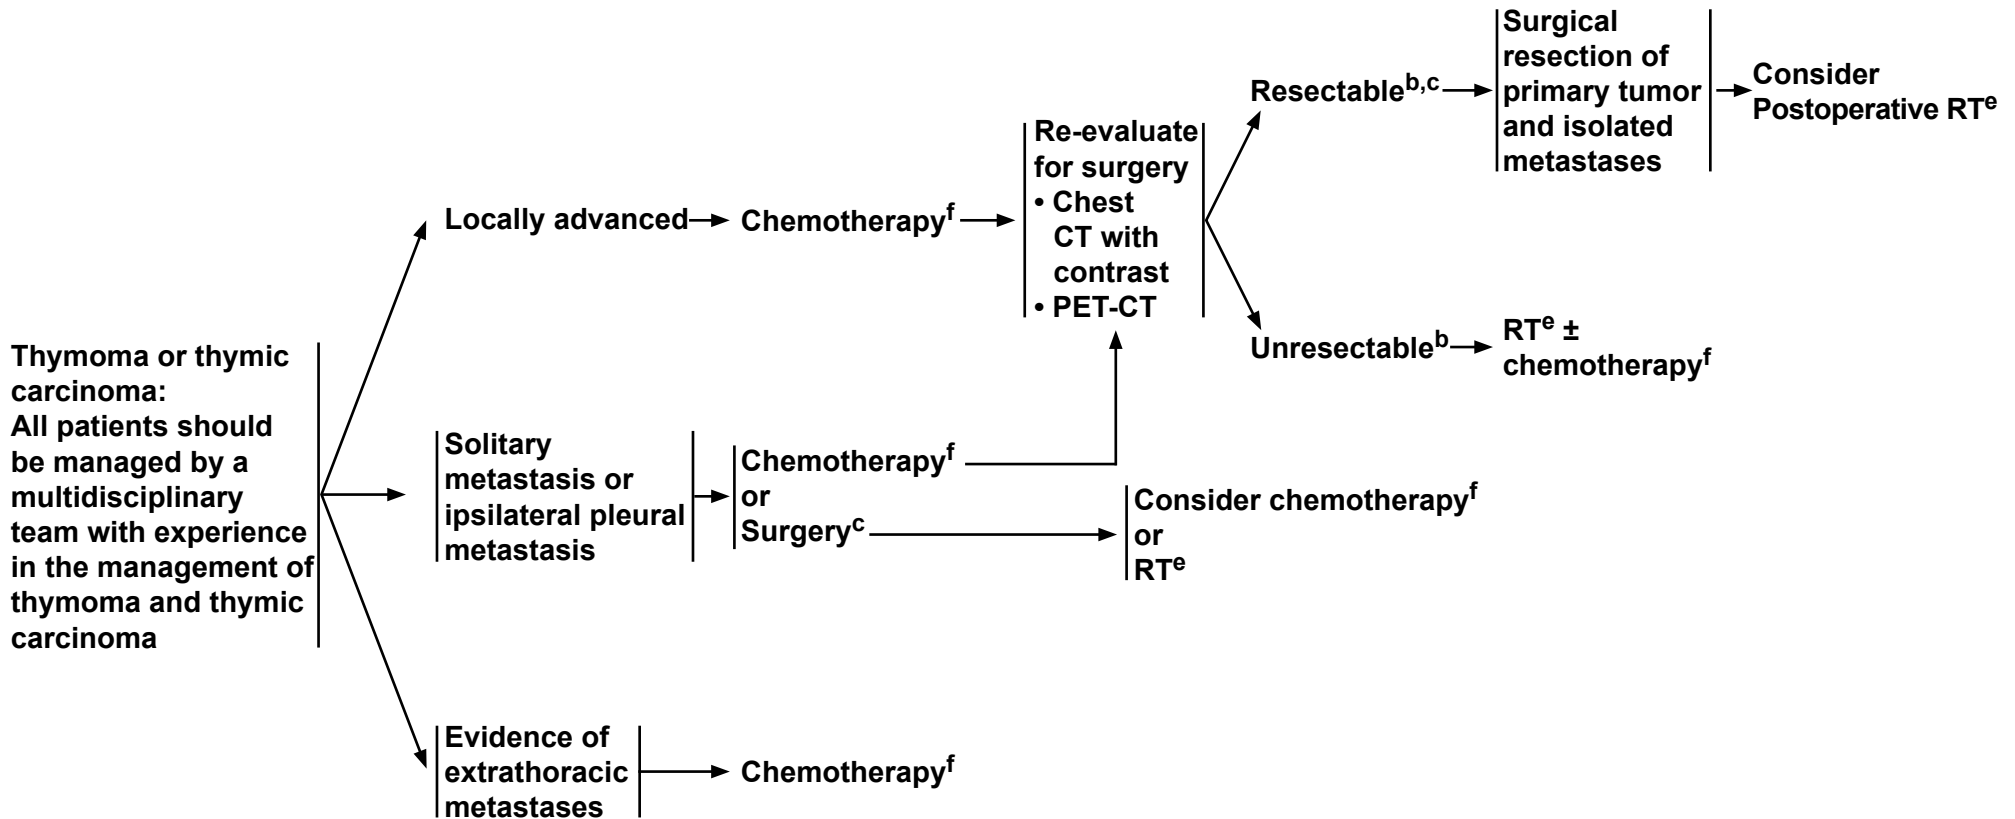 Thymoma or thymic
carcinoma:
All patients should
be managed by a
multidisciplinary
team with experience
in the management of
thymoma and thymic
carcinoma
Locally advanced
Chemotherapyf
Re-evaluate
for surgery
• Chest
CT with
contrast
• PET-CT
Resectableb,c
Surgical
resection of
primary tumor
and isolated
metastases
Consider
Postoperative RTe
Unresectableb
RTe ±
chemotherapyf
Solitary
metastasis or
ipsilateral pleural
metastasis
Chemotherapyf
or
Surgeryc
Consider chemotherapyf
or
RTe
Evidence of
extrathoracic
metastases
Chemotherapyf